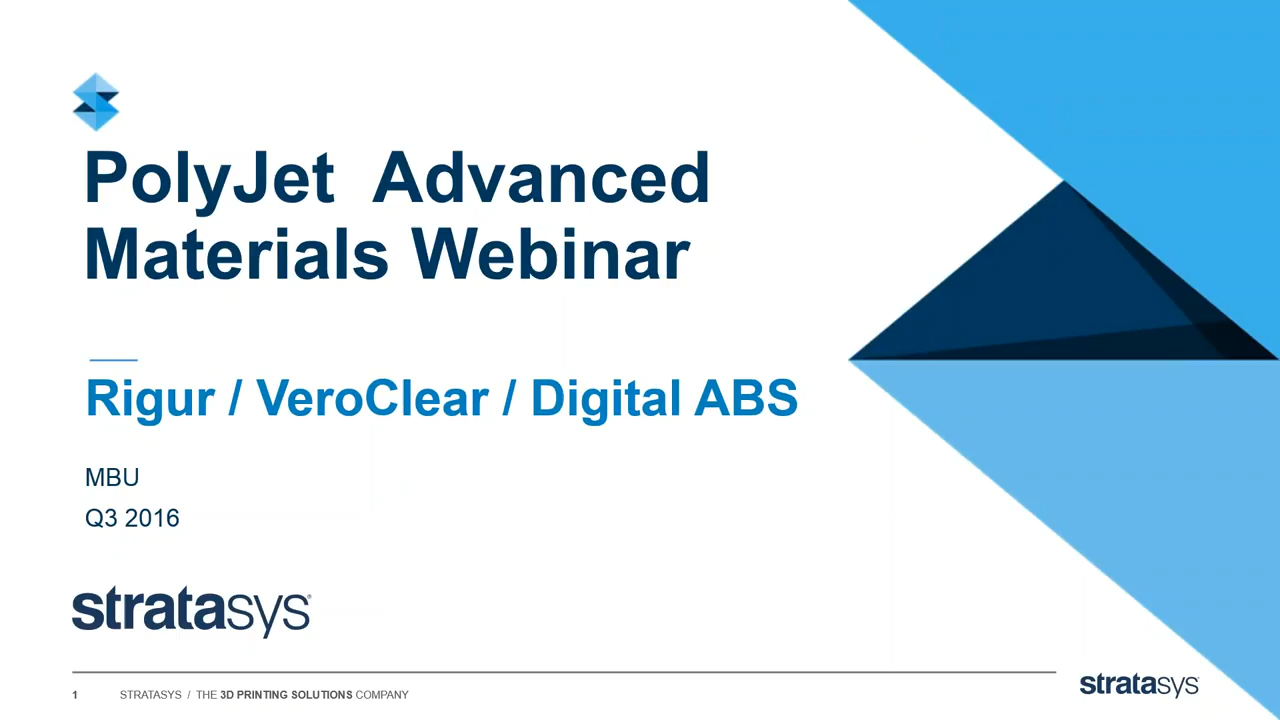 PolyJet Advanced
Materials Webinar
Rigur / VeroClear / Digital ABS
MBU
Q3 2016
stratasys
1 STRATASYS / THE 3D PRINTING SOLUTIONS COMPANY
stratasys